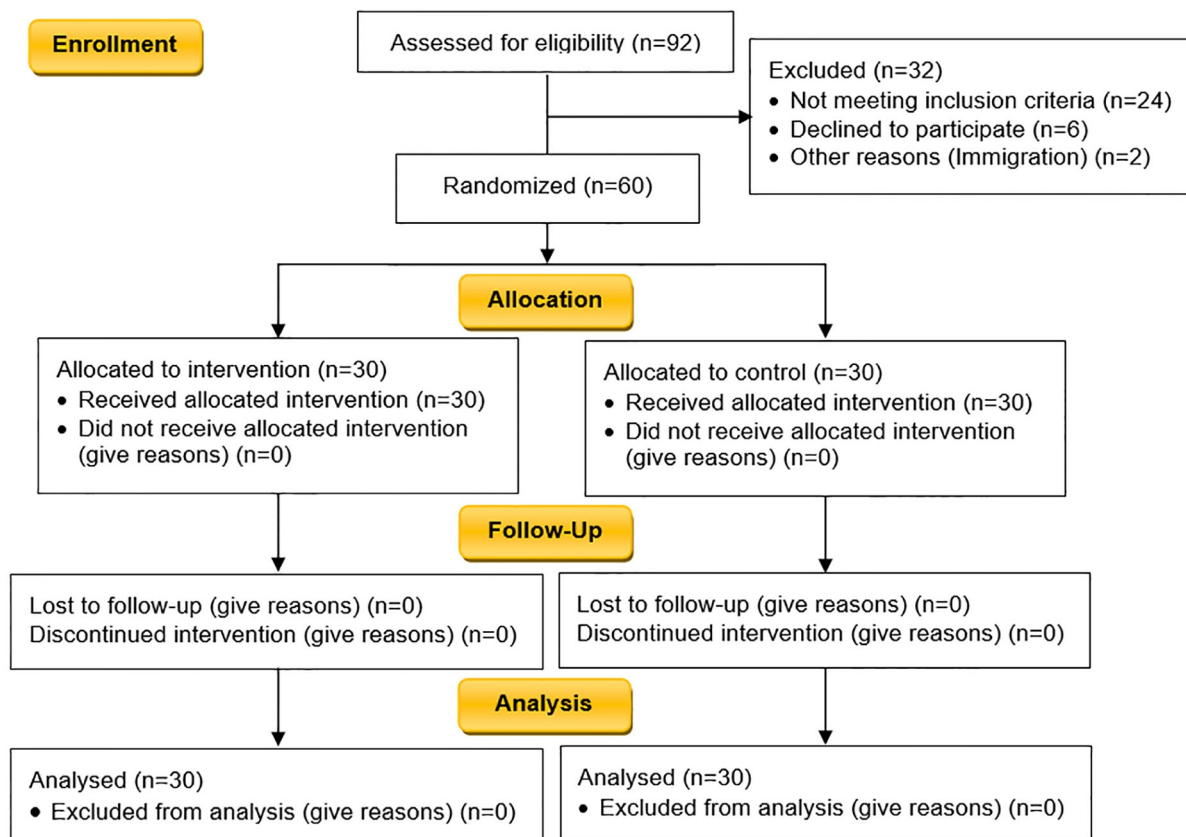 Enrollment
Assessed for eligibility (n=92)
Excluded (n=32)
• Not meeting inclusion criteria (n=24)
• Declined to participate (n=6)
• Other reasons (Immigration) (n=2)
Randomized (n=60)
Allocation
Allocated to intervention (n=30)
• Received allocated intervention (n=30)
• Did not receive allocated intervention
(give reasons) (n=0)
Allocated to control (n=30)
• Received allocated intervention (n=30)
• Did not receive allocated intervention
(give reasons) (n=0)
Follow-Up
Lost to follow-up (give reasons) (n=0)
Discontinued intervention (give reasons) (n=0)
Lost to follow-up (give reasons) (n=0)
Discontinued intervention (give reasons) (n=0)
Analysis
Analysed (n=30)
• Excluded from analysis (give reasons) (n=0)
Analysed (n=30)
• Excluded from analysis (give reasons) (n=0)